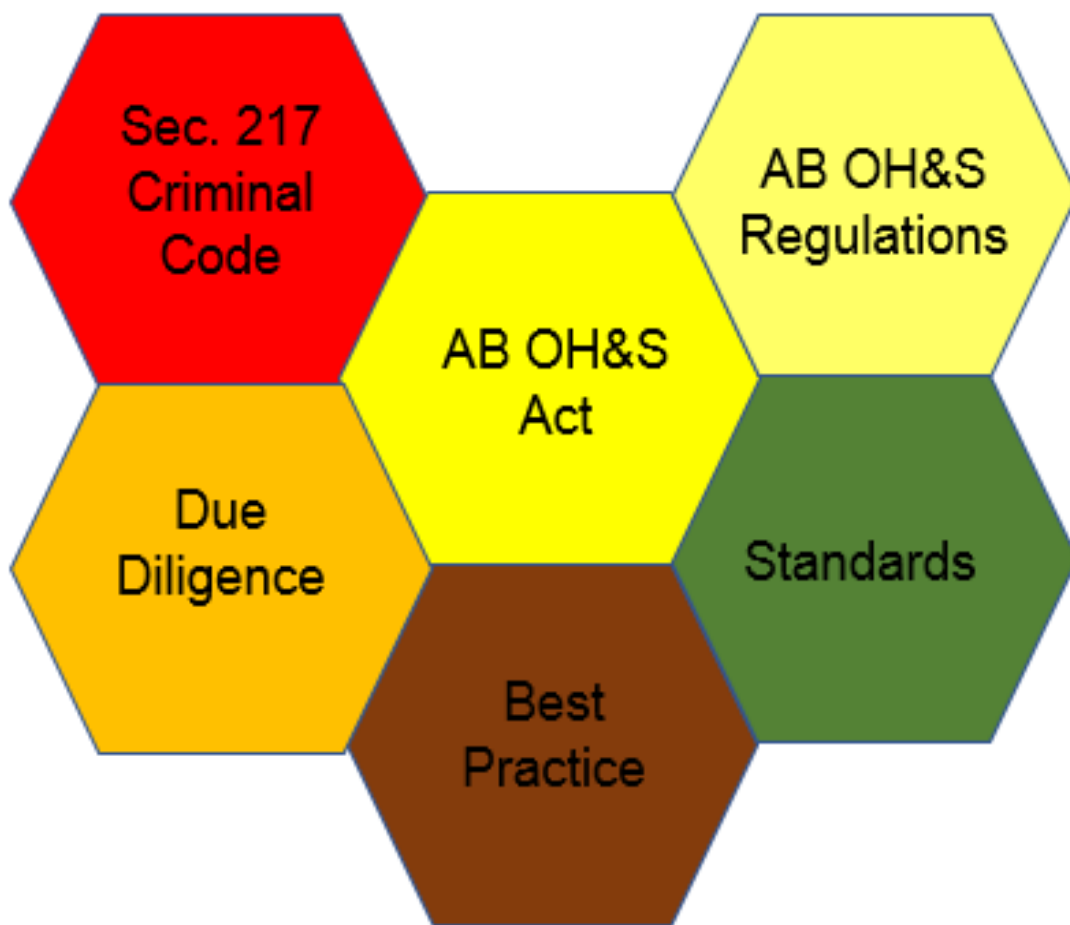 Sec. 217
Criminal
Code
AB OH&S
Regulations
AB OH&S
Act
Due
Diligence
Standards
Best
Practice